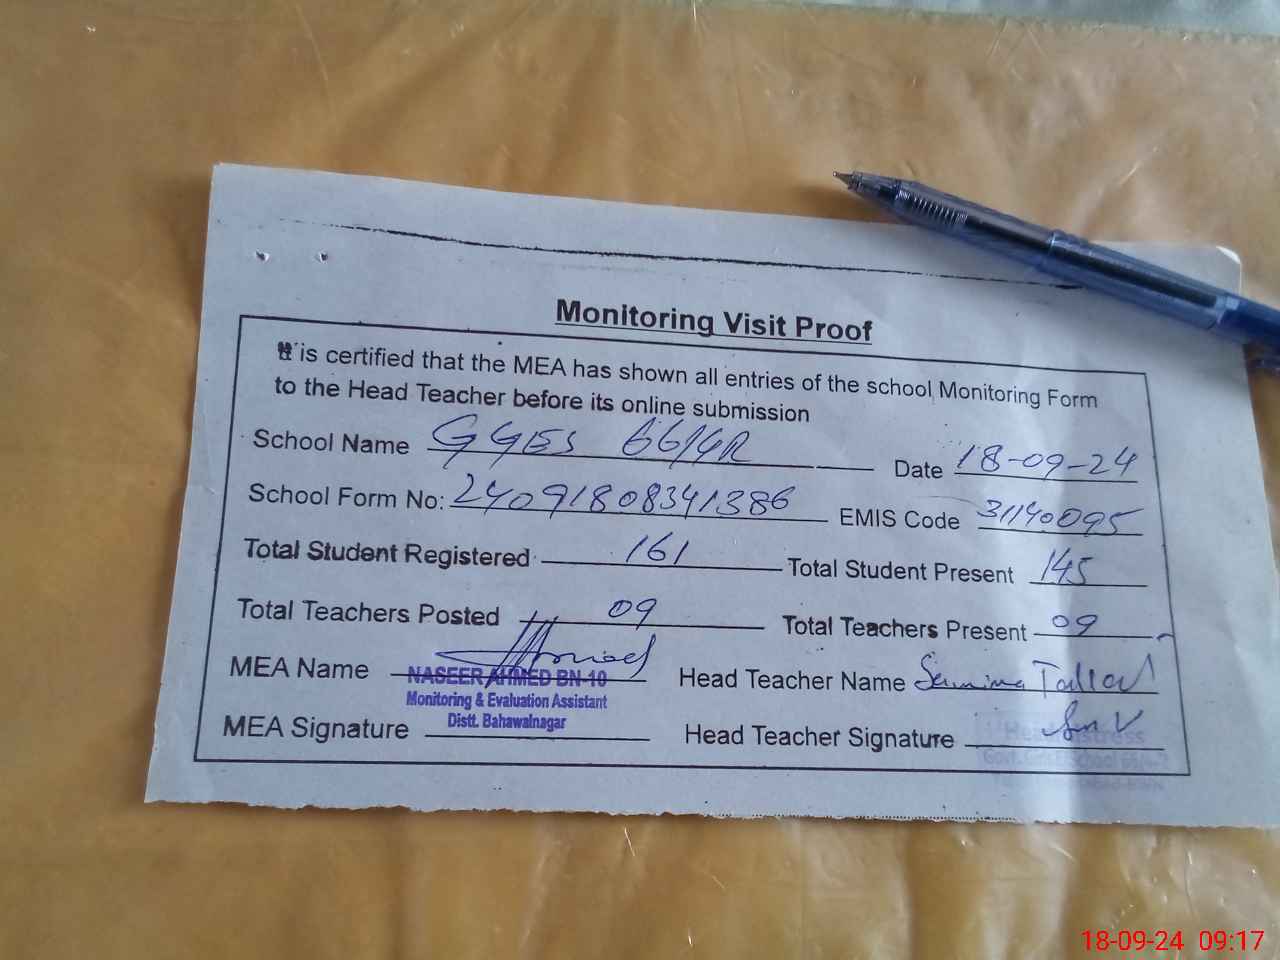 Monitoring Visit Proof
It is certified that the MEA has shown all entries of the school Monitoring Form
to the Head Teacher before its online submission
School Name GGES 66/4R Date 18-09-24
School Form No: 24091808341386 EMIS Code 31140095
Total Student Registered 161 Total Student Present 145
Total Teachers Posted 09 Total Teachers Present 09
MEA Name Head Teacher Name
NASEER AHMED BN-10
Monitoring & Evaluation Assistant
Distt. Bahawalnagar
MEA Signature Head Teacher Signature
18-09-24 09:17